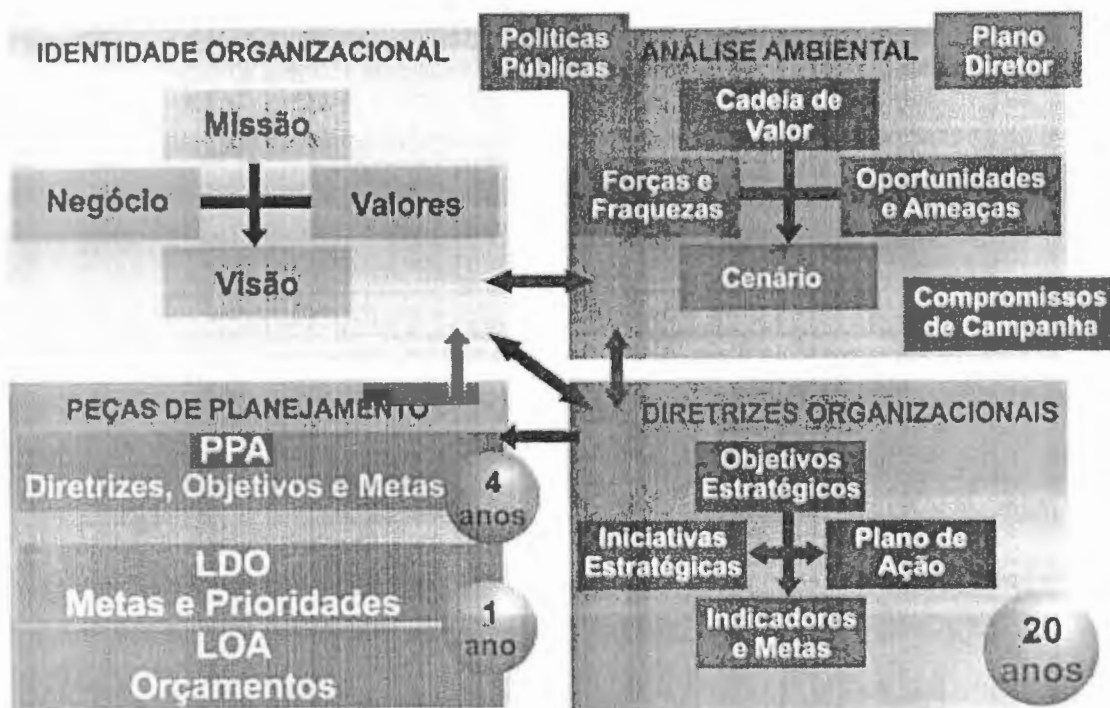 IDENTIDADE ORGANIZACIONAL
Missão
Negócio
Valores
Visão
Políticas
Públicas
ANÁLISE AMBIENTAL
Plano
Diretor
Cadeia de
Valor
Forças e
Fraquezas
Oportunidades
e Ameaças
Cenário
Compromissos
de Campanha
PEÇAS DE PLANEJAMENTO
PPA
Diretrizes, Objetivos e Metas
4
anos
LDO
Metas e Prioridades
1
ano
LOA
Orçamentos
DIRETRIZES ORGANIZACIONAIS
Objetivos
Estratégicos
Iniciativas
Estratégicas
Plano de
Ação
Indicadores
e Metas
20
anos